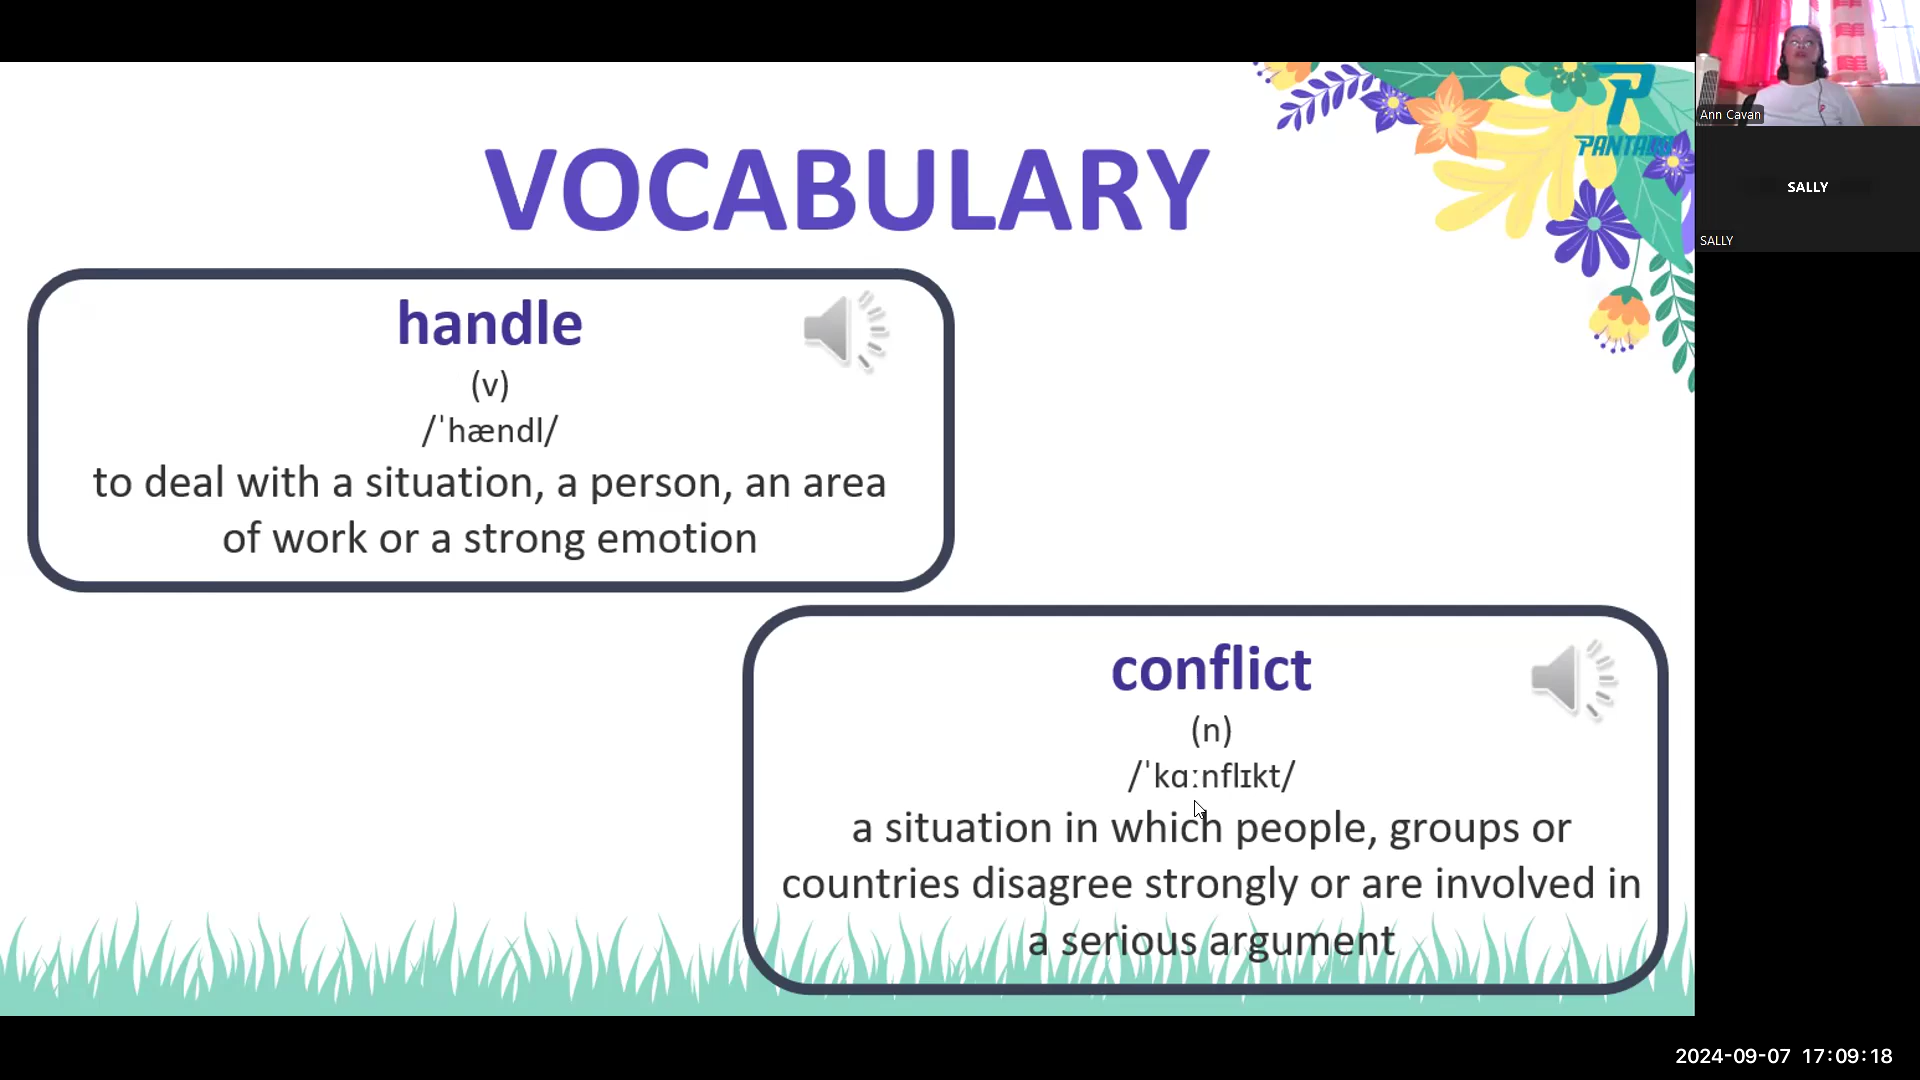 VOCABULARY
handle
(v)
/ˈhændl/
to deal with a situation, a person, an area
of work or a strong emotion
conflict
(n)
/ˈkɑːnflɪkt/
a situation in which people, groups or
countries disagree strongly or are involved in
a serious argument
Ann Cavan
SALLY
SALLY
2024-09-07 17:09:18